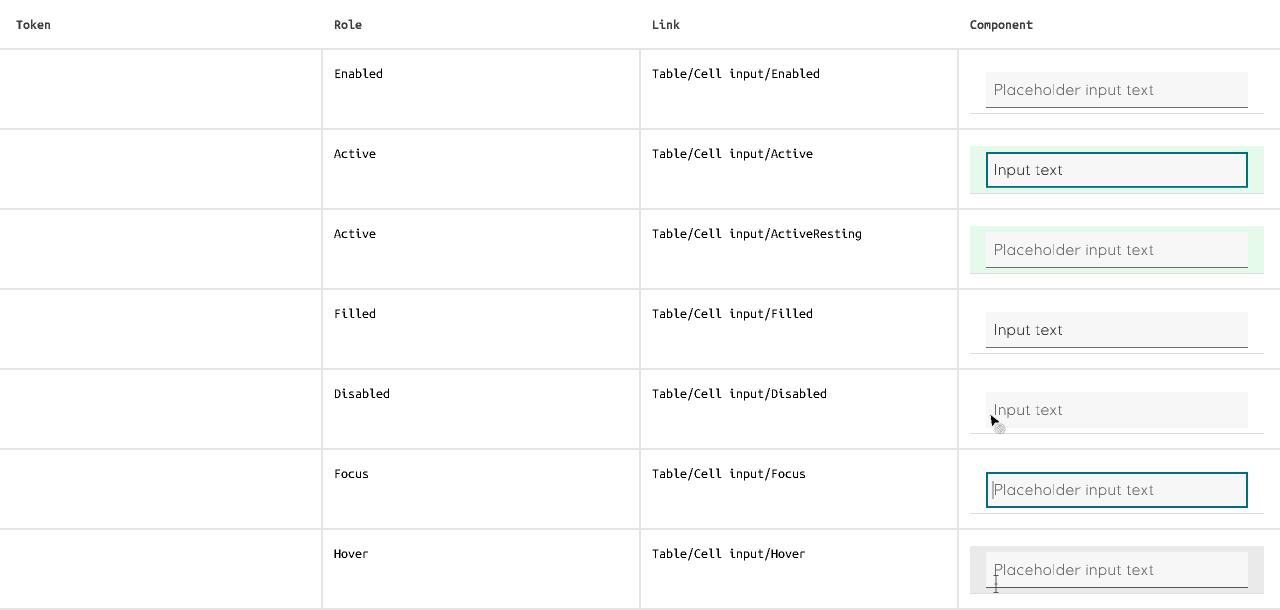 Token Role Link Component
Enabled Table/Cell input/Enabled Placeholder input text
Active Table/Cell input/Active Input text
Active Table/Cell input/ActiveResting Placeholder input text
Filled Table/Cell input/Filled Input text
Disabled Table/Cell input/Disabled Input text
Focus Table/Cell input/Focus Placeholder input text
Hover Table/Cell input/Hover Placeholder input text